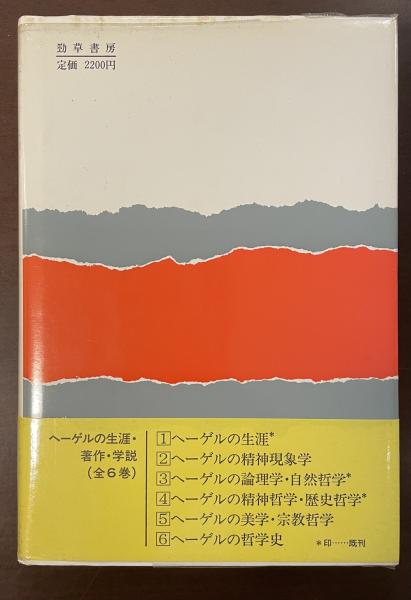 勁草書房
定価 2200円
ヘーゲルの生涯・
著作・学説
(全6巻)
1 ヘーゲルの生涯*
2 ヘーゲルの精神現象学
3 ヘーゲルの論理学・自然哲学*
4 ヘーゲルの精神哲学・歴史哲学*
5 ヘーゲルの美学・宗教哲学
6 ヘーゲルの哲学史
*印……既刊